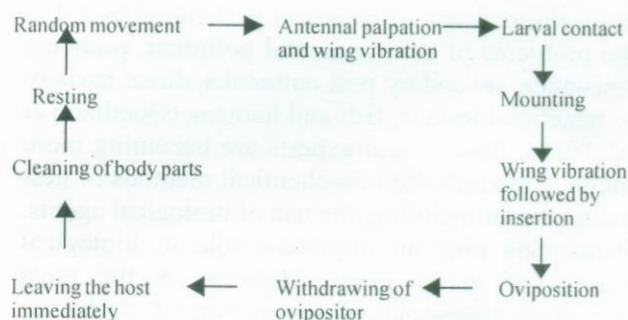 Random movement
Antennal palpation
and wing vibration
Larval contact
Resting
Mounting
Cleaning of body parts
Wing vibration
followed by
insertion
Leaving the host
immediately
Withdrawing of
ovipositor
Oviposition